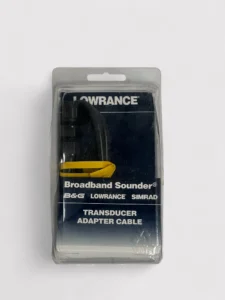 LOWRANCE®
Broadband Sounder®
B&G LOWRANCE SIMRAD
TRANSDUCER
ADAPTER CABLE